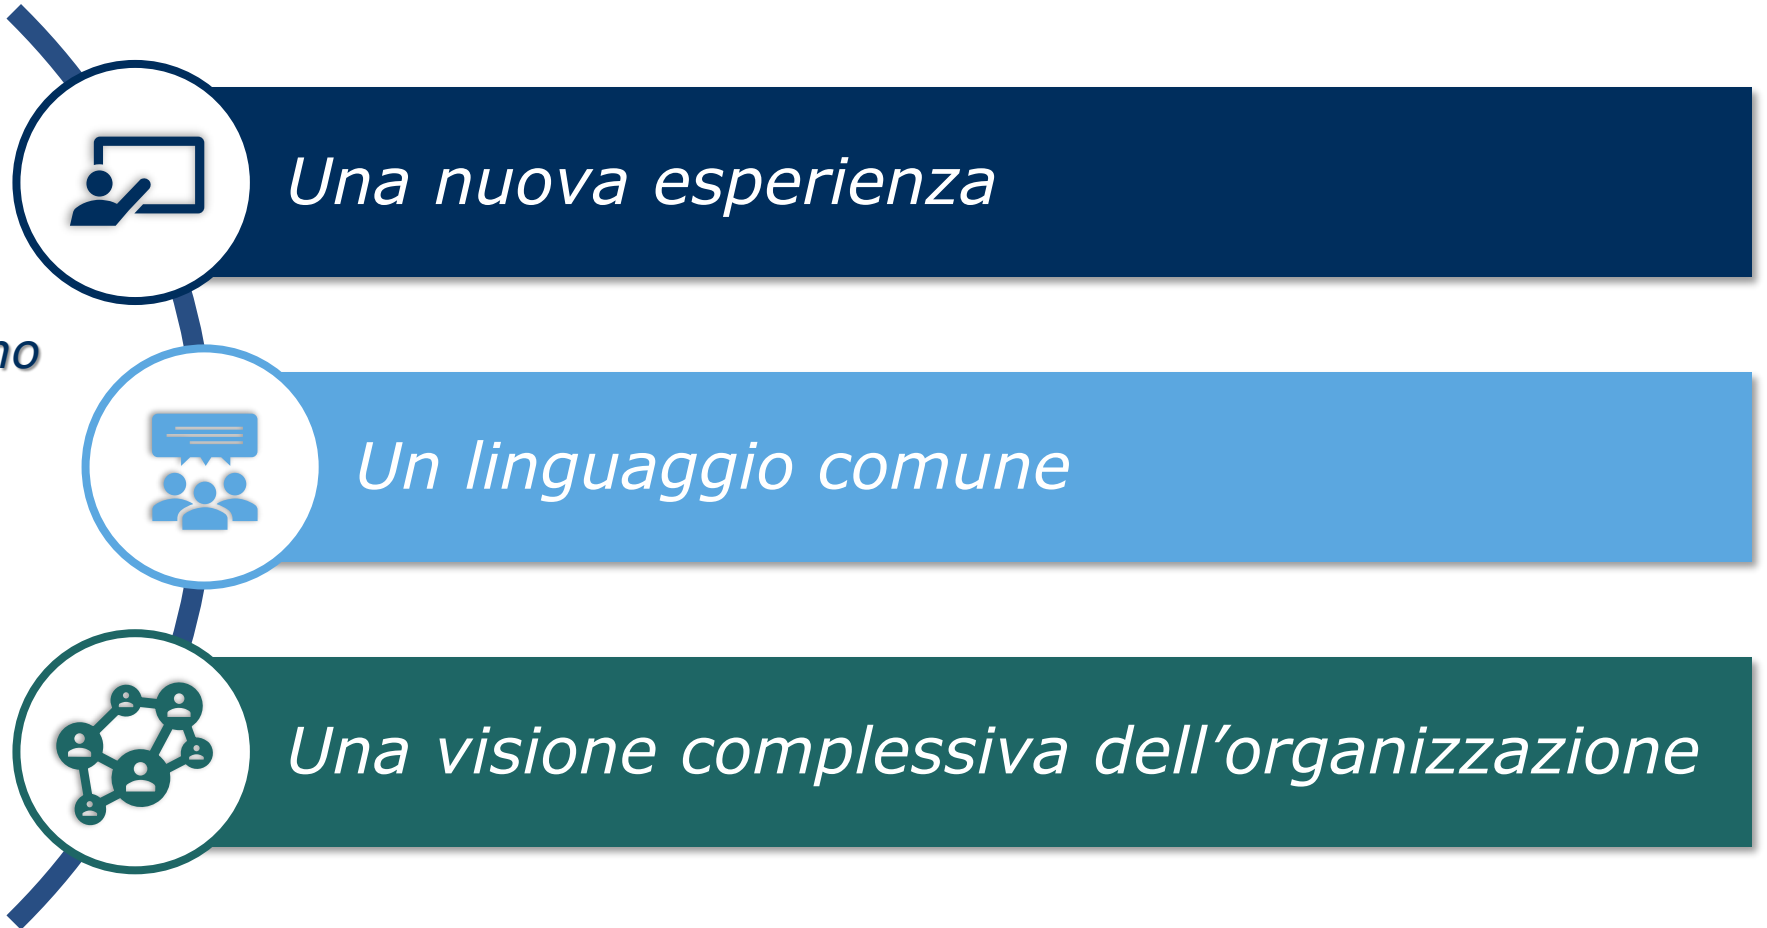 Una nuova esperienza
Un linguaggio comune
Una visione complessiva dell’organizzazione